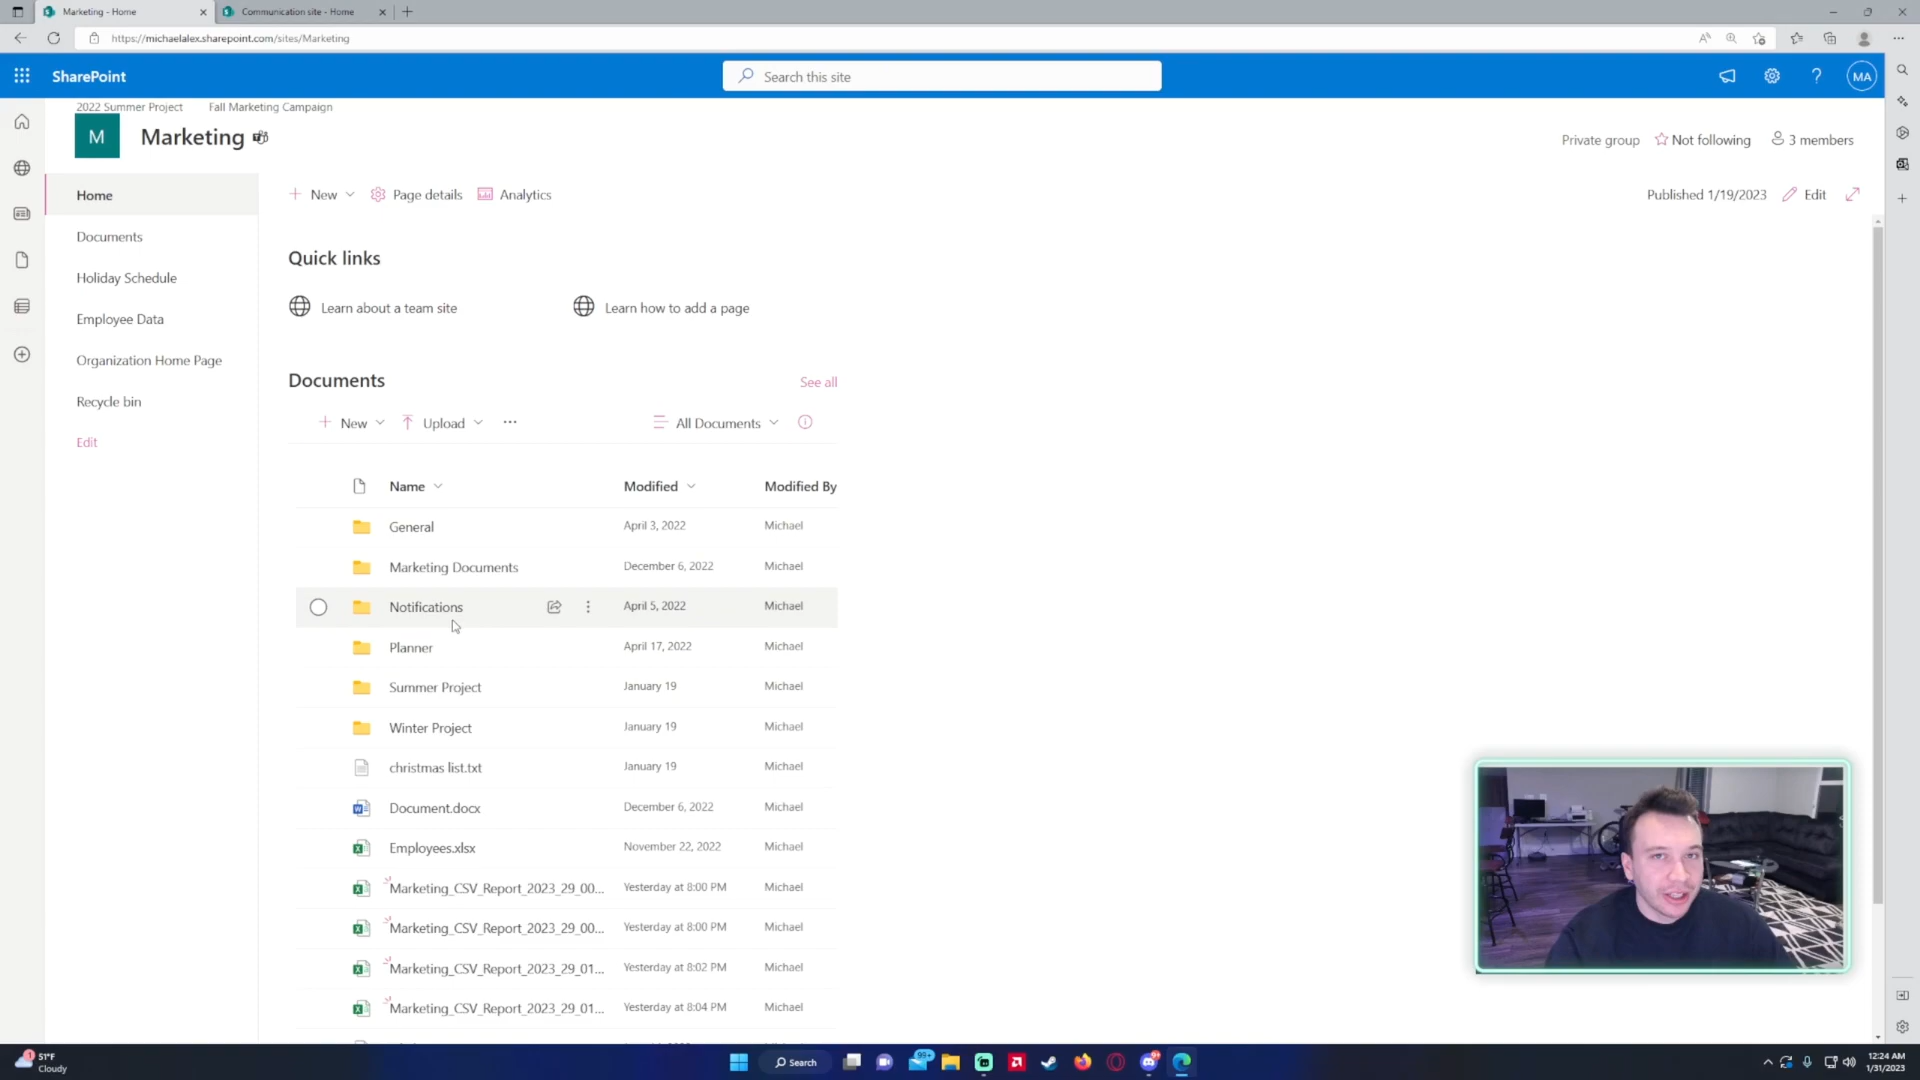 Marketing - Home
Communication site - Home
https://michaelalex.sharepoint.com/sites/Marketing
SharePoint
Search this site
MA
2022 Summer Project
Fall Marketing Campaign
M
Marketing
Private group
Not following
3 members
Home
Documents
Holiday Schedule
Employee Data
Organization Home Page
Recycle bin
Edit
New
Page details
Analytics
Published 1/19/2023
Edit
Quick links
Learn about a team site
Learn how to add a page
Documents
See all
New
Upload
All Documents
Name
Modified
Modified By
General April 3, 2022 Michael
Marketing Documents December 6, 2022 Michael
Notifications April 5, 2022 Michael
Planner April 17, 2022 Michael
Summer Project January 19 Michael
Winter Project January 19 Michael
christmas list.txt January 19 Michael
Document.docx December 6, 2022 Michael
Employees.xlsx November 22, 2022 Michael
Marketing_CSV_Report_2023_29_00... Yesterday at 8:00 PM Michael
Marketing_CSV_Report_2023_29_00... Yesterday at 8:00 PM Michael
Marketing_CSV_Report_2023_29_01... Yesterday at 8:02 PM Michael
Marketing_CSV_Report_2023_29_01... Yesterday at 8:04 PM Michael
1
51°F
Cloudy
Search
99+
12:24 AM
1/31/2023